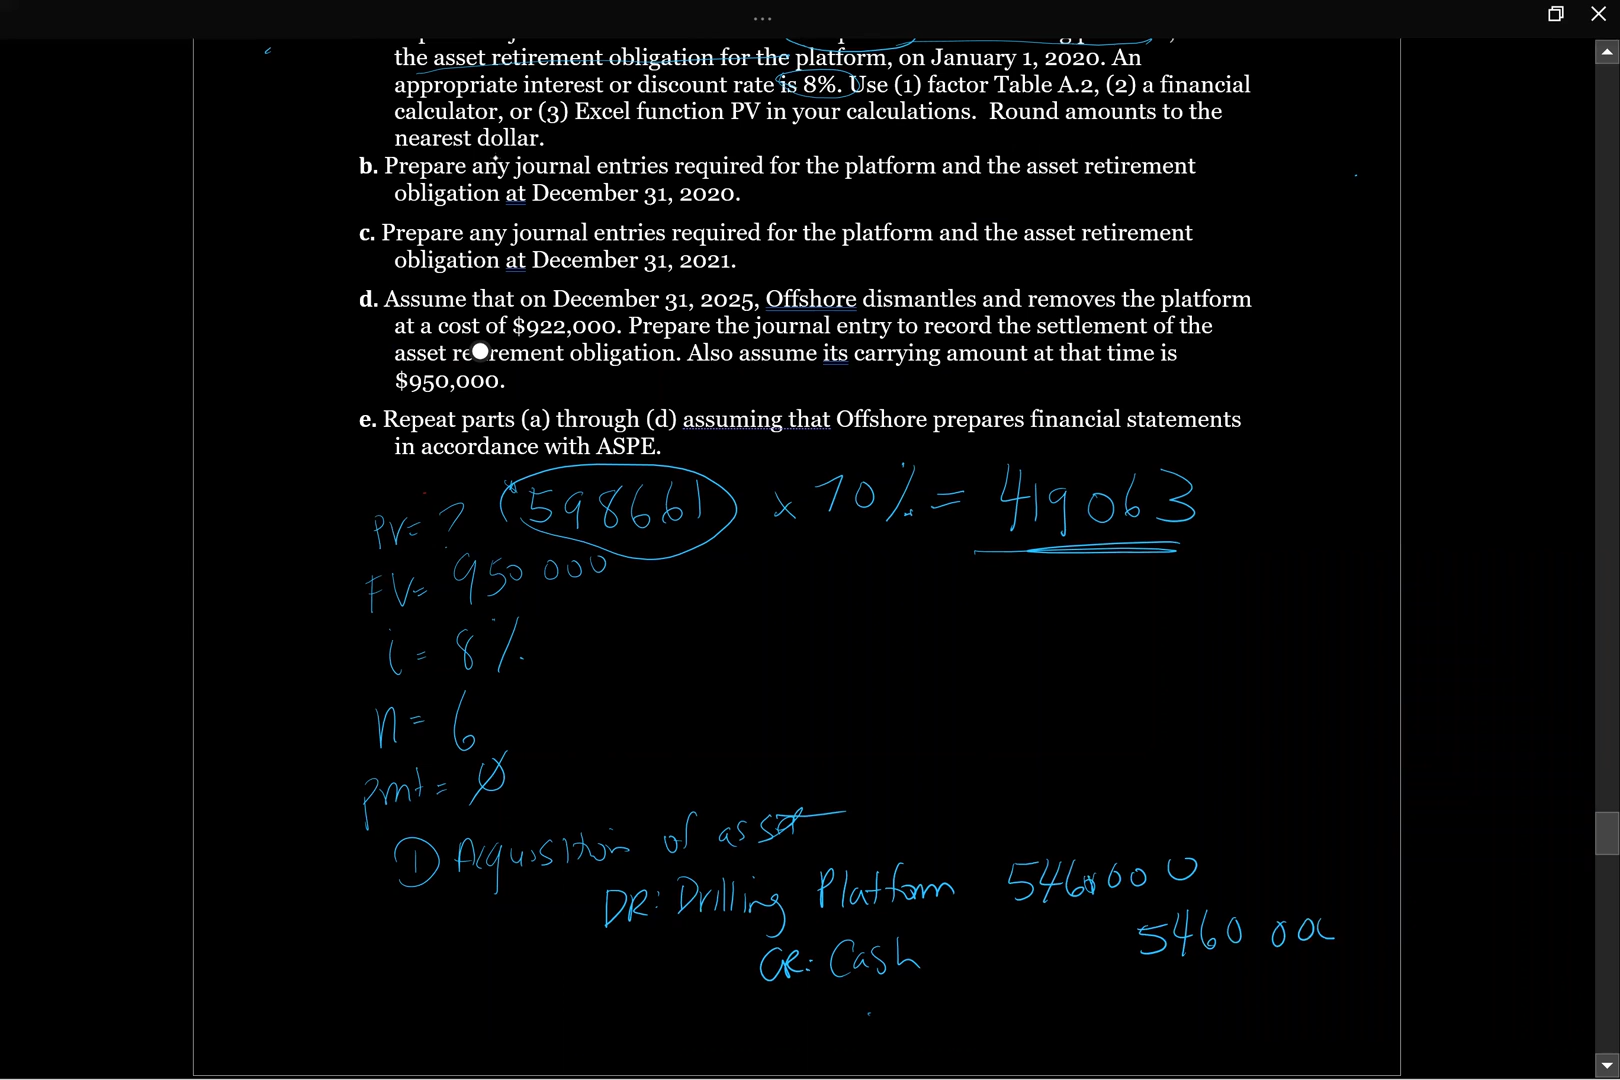 the asset retirement obligation for the platform, on January 1, 2020. An
appropriate interest or discount rate is 8%. Use (1) factor Table A.2, (2) a financial
calculator, or (3) Excel function PV in your calculations. Round amounts to the
nearest dollar.
b. Prepare any journal entries required for the platform and the asset retirement
obligation at December 31, 2020.
c. Prepare any journal entries required for the platform and the asset retirement
obligation at December 31, 2021.
d. Assume that on December 31, 2025, Offshore dismantles and removes the platform
at a cost of $922,000. Prepare the journal entry to record the settlement of the
asset retirement obligation. Also assume its carrying amount at that time is
$950,000.
e. Repeat parts (a) through (d) assuming that Offshore prepares financial statements
in accordance with ASPE.
PV= ? (598661) x 70% = 419063
FV= 950 000
i = 8%
n = 6
pmt = Ø
① Acqusition of asset
DR: Drilling Platform 5460000
CR: Cash 5460 000